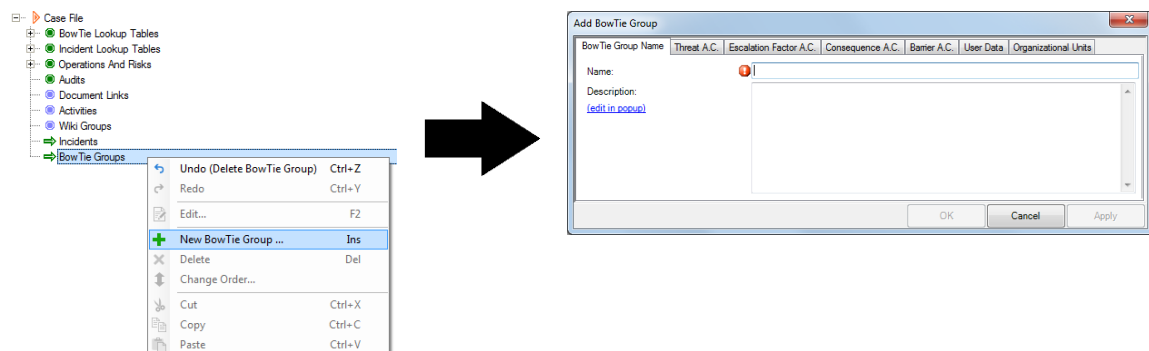 Case File
BowTie Lookup Tables
Incident Lookup Tables
Operations And Risks
Audits
Document Links
Activities
Wiki Groups
Incidents
BowTie Groups
Undo (Delete BowTie Group) Ctrl+Z
Redo Ctrl+Y
Edit... F2
New BowTie Group ... Ins
Delete Del
Change Order...
Cut Ctrl+X
Copy Ctrl+C
Paste Ctrl+V
Add BowTie Group
BowTie Group Name Threat A.C. Escalation Factor A.C. Consequence A.C. Barrier A.C. User Data Organizational Units
Name:
Description:
(edit in popup)
OK Cancel Apply